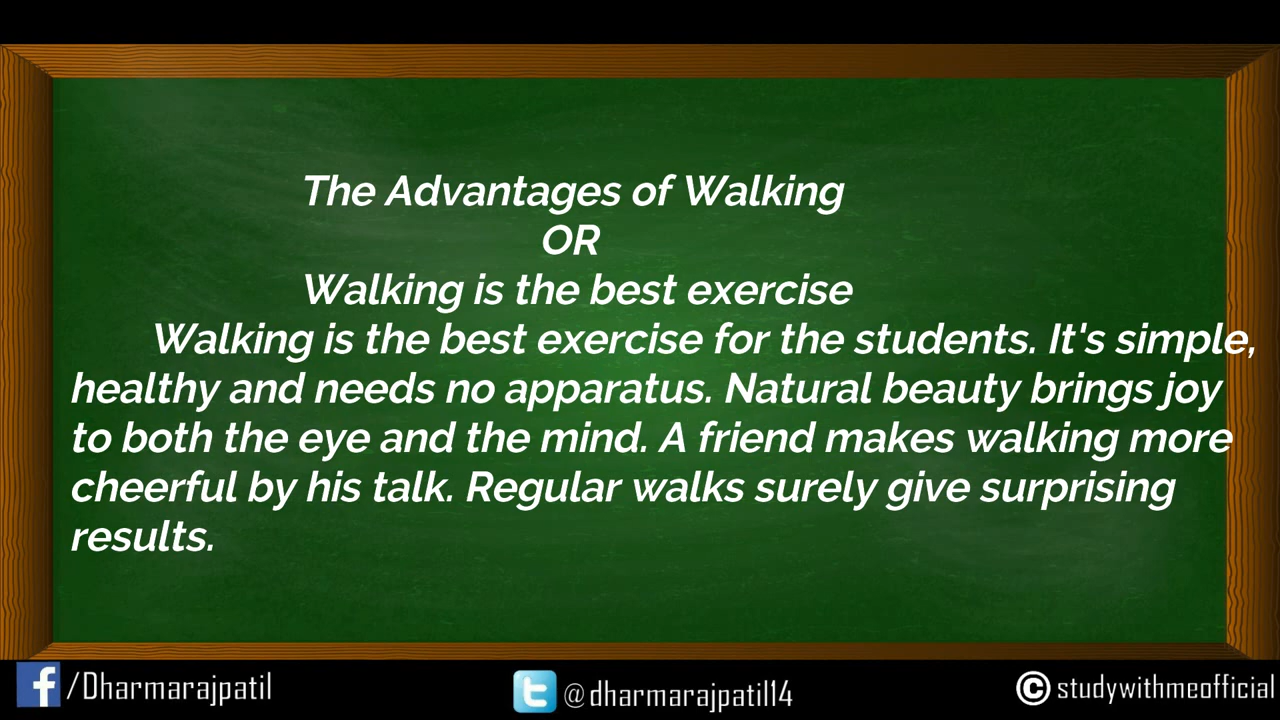 The Advantages of Walking
OR
Walking is the best exercise
Walking is the best exercise for the students. It's simple,
healthy and needs no apparatus. Natural beauty brings joy
to both the eye and the mind. A friend makes walking more
cheerful by his talk. Regular walks surely give surprising
results.
f /Dharmarajpatil
t @dharmarajpatil14
© studywithmeofficial